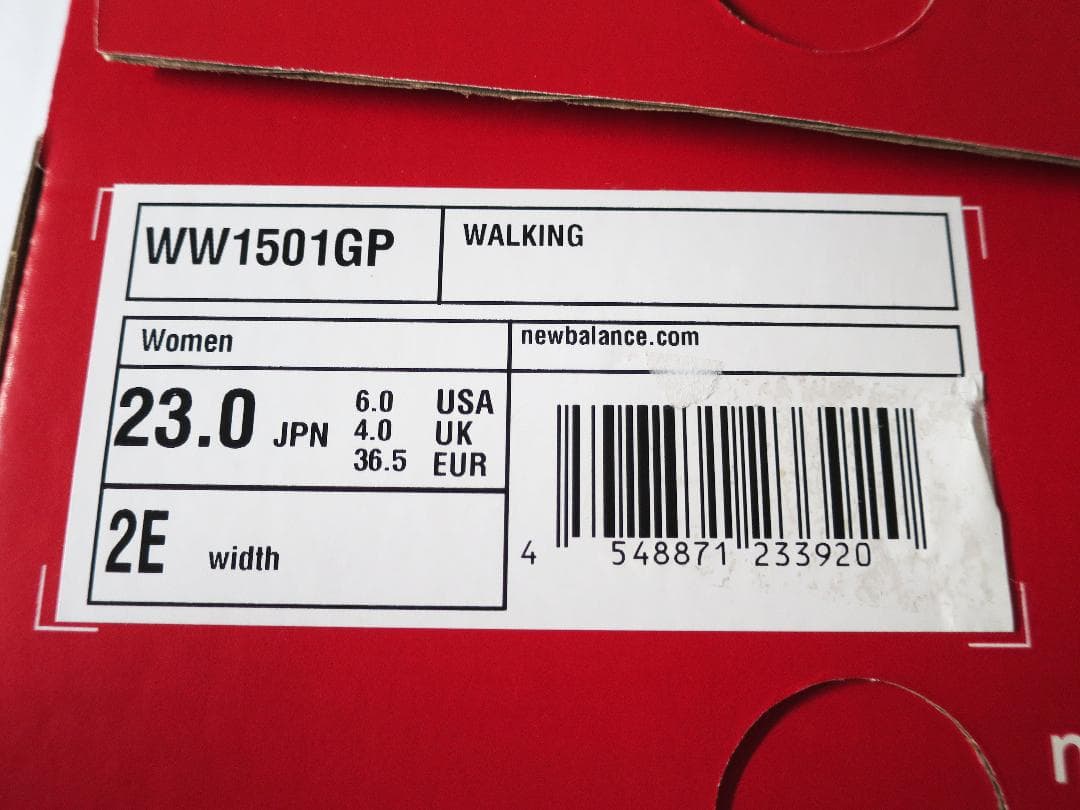 WW1501GP
WALKING
Women
newbalance.com
23.0 JPN
6.0 USA
4.0 UK
36.5 EUR
2E width
4 548871 233920
n